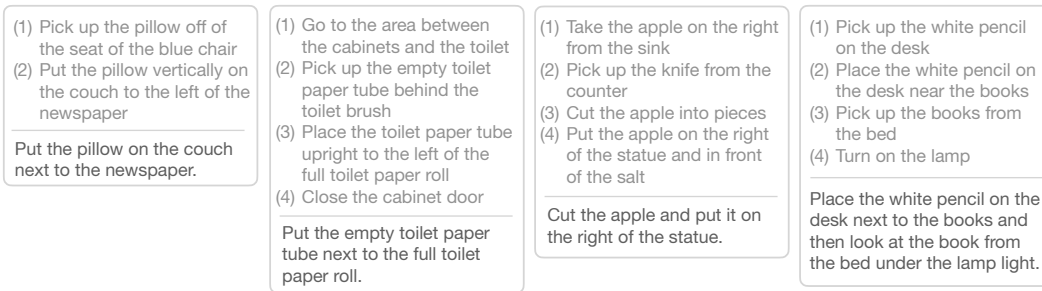 (1) Pick up the pillow off of
the seat of the blue chair
(2) Put the pillow vertically on
the couch to the left of the
newspaper
Put the pillow on the couch
next to the newspaper.
(1) Go to the area between
the cabinets and the toilet
(2) Pick up the empty toilet
paper tube behind the
toilet brush
(3) Place the toilet paper tube
upright to the left of the
full toilet paper roll
(4) Close the cabinet door
Put the empty toilet paper
tube next to the full toilet
paper roll.
(1) Take the apple on the right
from the sink
(2) Pick up the knife from the
counter
(3) Cut the apple into pieces
(4) Put the apple on the right
of the statue and in front
of the salt
Cut the apple and put it on
the right of the statue.
(1) Pick up the white pencil
on the desk
(2) Place the white pencil on
the desk near the books
(3) Pick up the books from
the bed
(4) Turn on the lamp
Place the white pencil on the
desk next to the books and
then look at the book from
the bed under the lamp light.